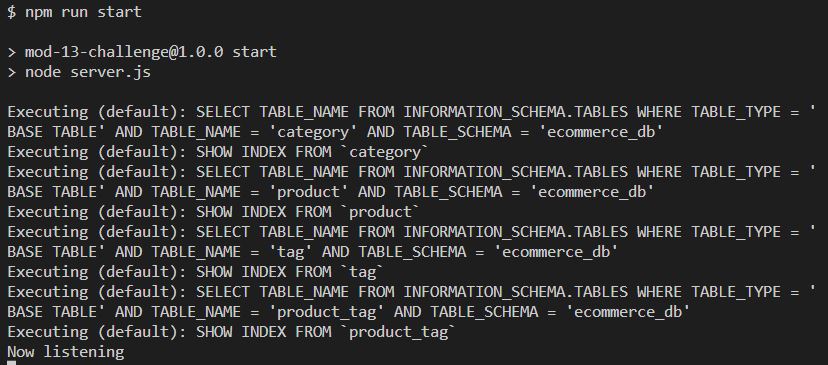 $ npm run start
> mod-13-challenge@1.0.0 start
> node server.js
Executing (default): SELECT TABLE_NAME FROM INFORMATION_SCHEMA.TABLES WHERE TABLE_TYPE = '
BASE TABLE' AND TABLE_NAME = 'category' AND TABLE_SCHEMA = 'ecommerce_db'
Executing (default): SHOW INDEX FROM `category`
Executing (default): SELECT TABLE_NAME FROM INFORMATION_SCHEMA.TABLES WHERE TABLE_TYPE = '
BASE TABLE' AND TABLE_NAME = 'product' AND TABLE_SCHEMA = 'ecommerce_db'
Executing (default): SHOW INDEX FROM `product`
Executing (default): SELECT TABLE_NAME FROM INFORMATION_SCHEMA.TABLES WHERE TABLE_TYPE = '
BASE TABLE' AND TABLE_NAME = 'tag' AND TABLE_SCHEMA = 'ecommerce_db'
Executing (default): SHOW INDEX FROM `tag`
Executing (default): SELECT TABLE_NAME FROM INFORMATION_SCHEMA.TABLES WHERE TABLE_TYPE = '
BASE TABLE' AND TABLE_NAME = 'product_tag' AND TABLE_SCHEMA = 'ecommerce_db'
Executing (default): SHOW INDEX FROM `product_tag`
Now listening